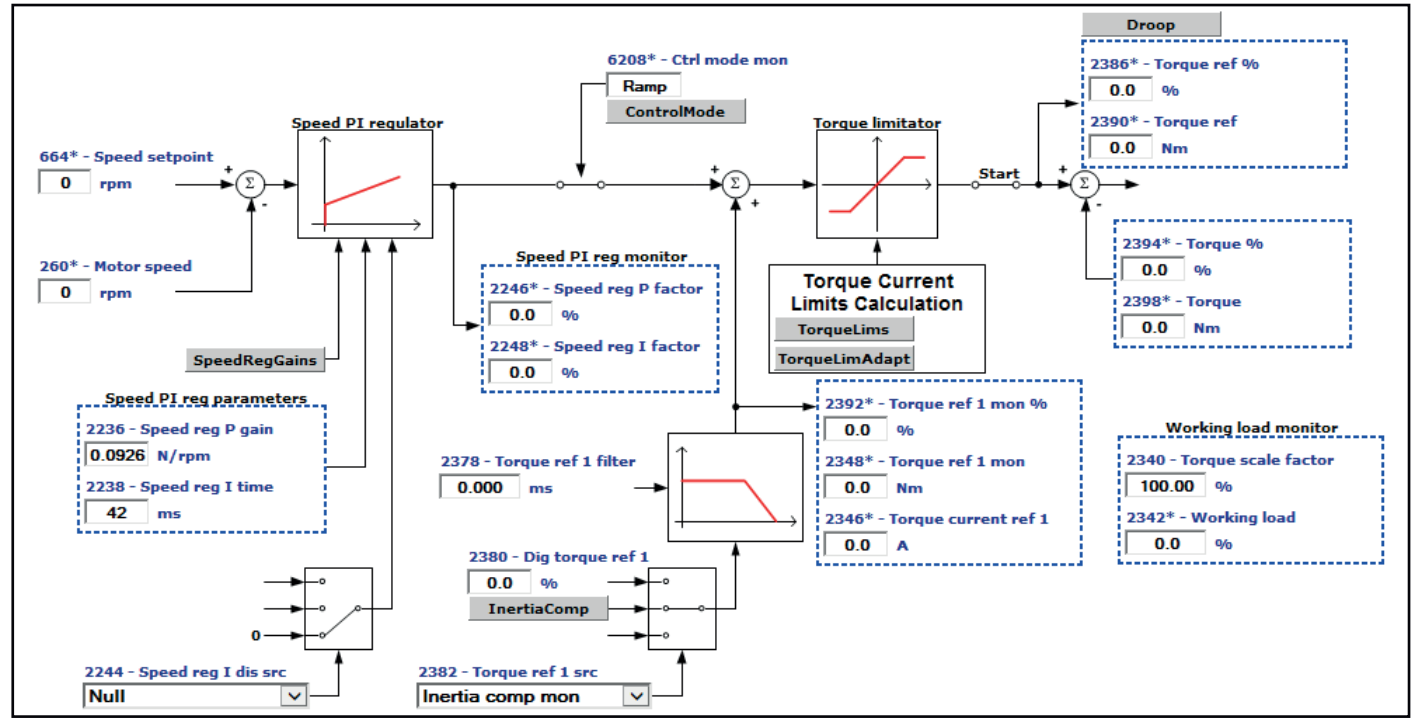 Droop
6208* - Ctrl mode mon
Ramp
ControlMode
2386* - Torque ref %
0.0 %
2390* - Torque ref
0.0 Nm
Speed PI regulator
Torque limitator
664* - Speed setpoint
0 rpm
+
Σ
-
+
Σ
+
Start
+
Σ
-
260* - Motor speed
0 rpm
Speed PI reg monitor
2246* - Speed reg P factor
0.0 %
2248* - Speed reg I factor
0.0 %
Torque Current
Limits Calculation
TorqueLims
TorqueLimAdapt
2394* - Torque %
0.0 %
2398* - Torque
0.0 Nm
SpeedRegGains
Speed PI reg parameters
2236 - Speed reg P gain
0.0926 N/rpm
2238 - Speed reg I time
42 ms
2378 - Torque ref 1 filter
0.000 ms
2392* - Torque ref 1 mon %
0.0 %
2348* - Torque ref 1 mon
0.0 Nm
2346* - Torque current ref 1
0.0 A
Working load monitor
2340 - Torque scale factor
100.00 %
2342* - Working load
0.0 %
2380 - Dig torque ref 1
0.0 %
InertiaComp
0
2244 - Speed reg I dis src
Null
2382 - Torque ref 1 src
Inertia comp mon